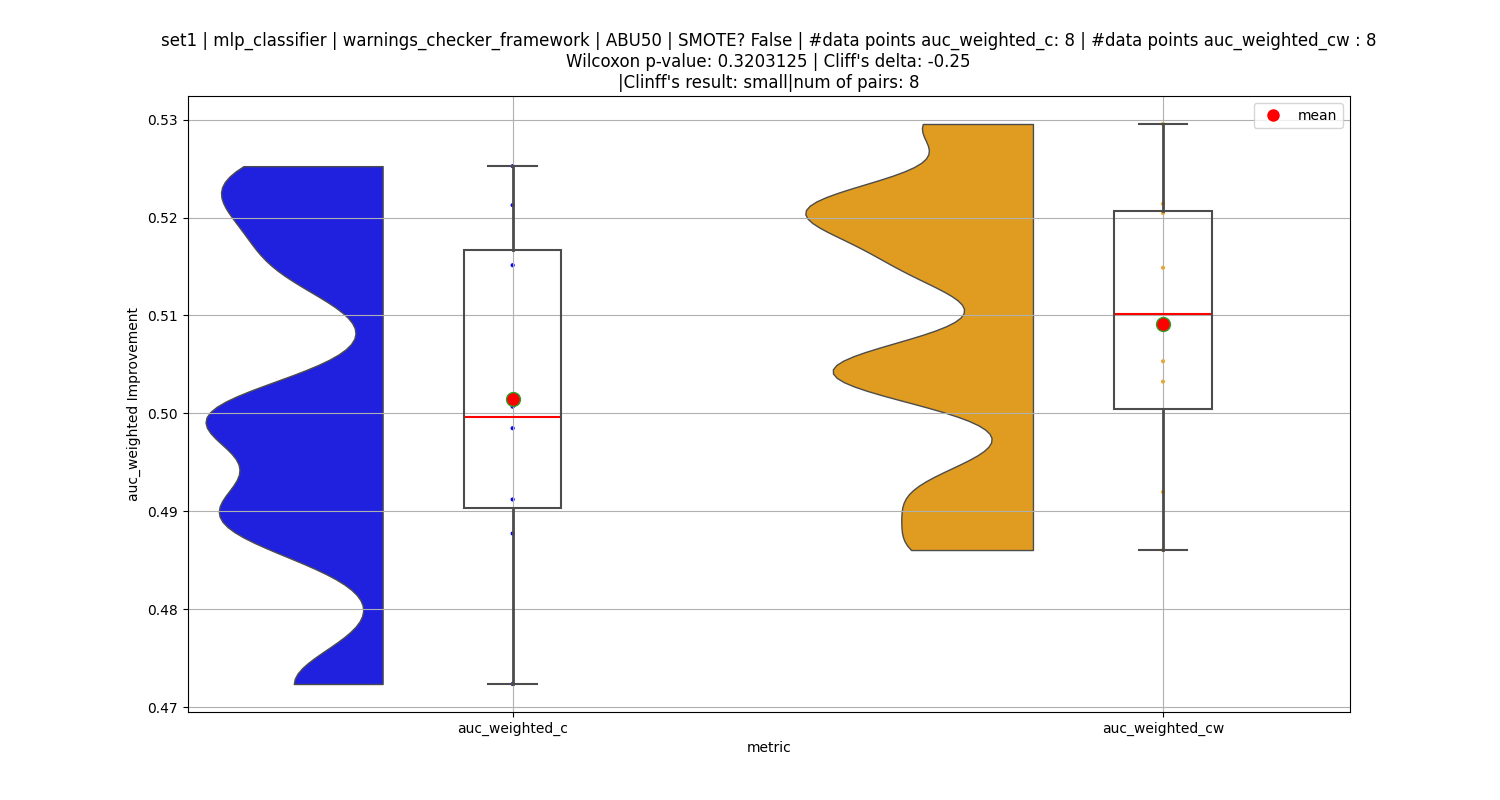 set1 | mlp_classifier | warnings_checker_framework | ABU50 | SMOTE? False | #data points auc_weighted_c: 8 | #data points auc_weighted_cw : 8
Wilcoxon p-value: 0.3203125 | Cliff's delta: -0.25
|Clinff's result: small|num of pairs: 8
mean
0.53
0.52
0.51
0.50
0.49
0.48
0.47
auc_weighted Improvement
auc_weighted_c
auc_weighted_cw
metric